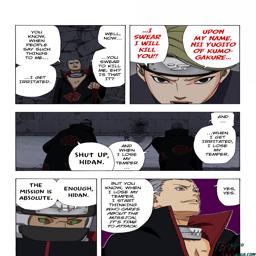 WELL, NOW...
YOU SWEAR TO KILL ME, EH? IS THAT IT?
YOU KNOW, WHEN PEOPLE SAY SUCH THINGS TO ME...
...I GET IRRITATED.
UPON MY NAME, NII YUGITO OF KUMO-GAKURE...
...I SWEAR I WILL KILL YOU!!
AND...
...WHEN I GET IRRITATED, I LOSE MY TEMPER.
AND WHEN I LOSE MY TEMPER
SHUT UP, HIDAN.
YES, YES.
BUT YOU KNOW, WHEN I LOSE MY TEMPER, I START THINKING WHO CARES ABOUT THE MISSION. IT'S TIME TO ATTACK.
ENOUGH, HIDAN.
THE MISSION IS ABSOLUTE.